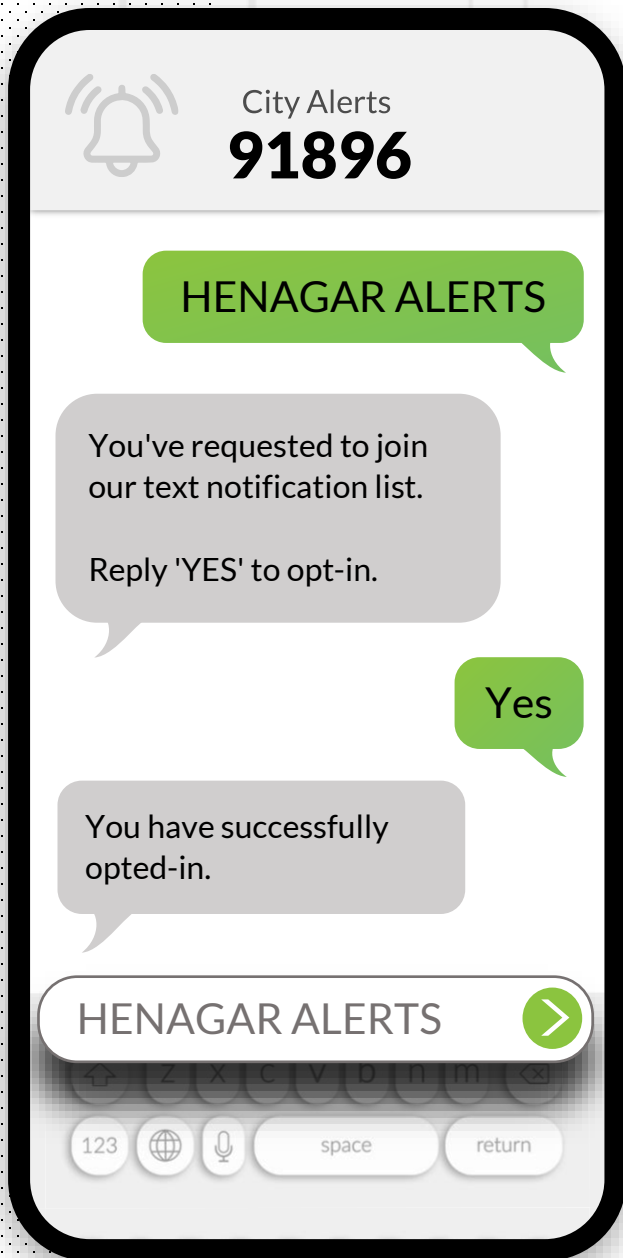 City Alerts
91896
HENAGAR ALERTS
You've requested to join
our text notification list.
Reply 'YES' to opt-in.
Yes
You have successfully
opted-in.
HENAGAR ALERTS
z x c v b n m
123 space return